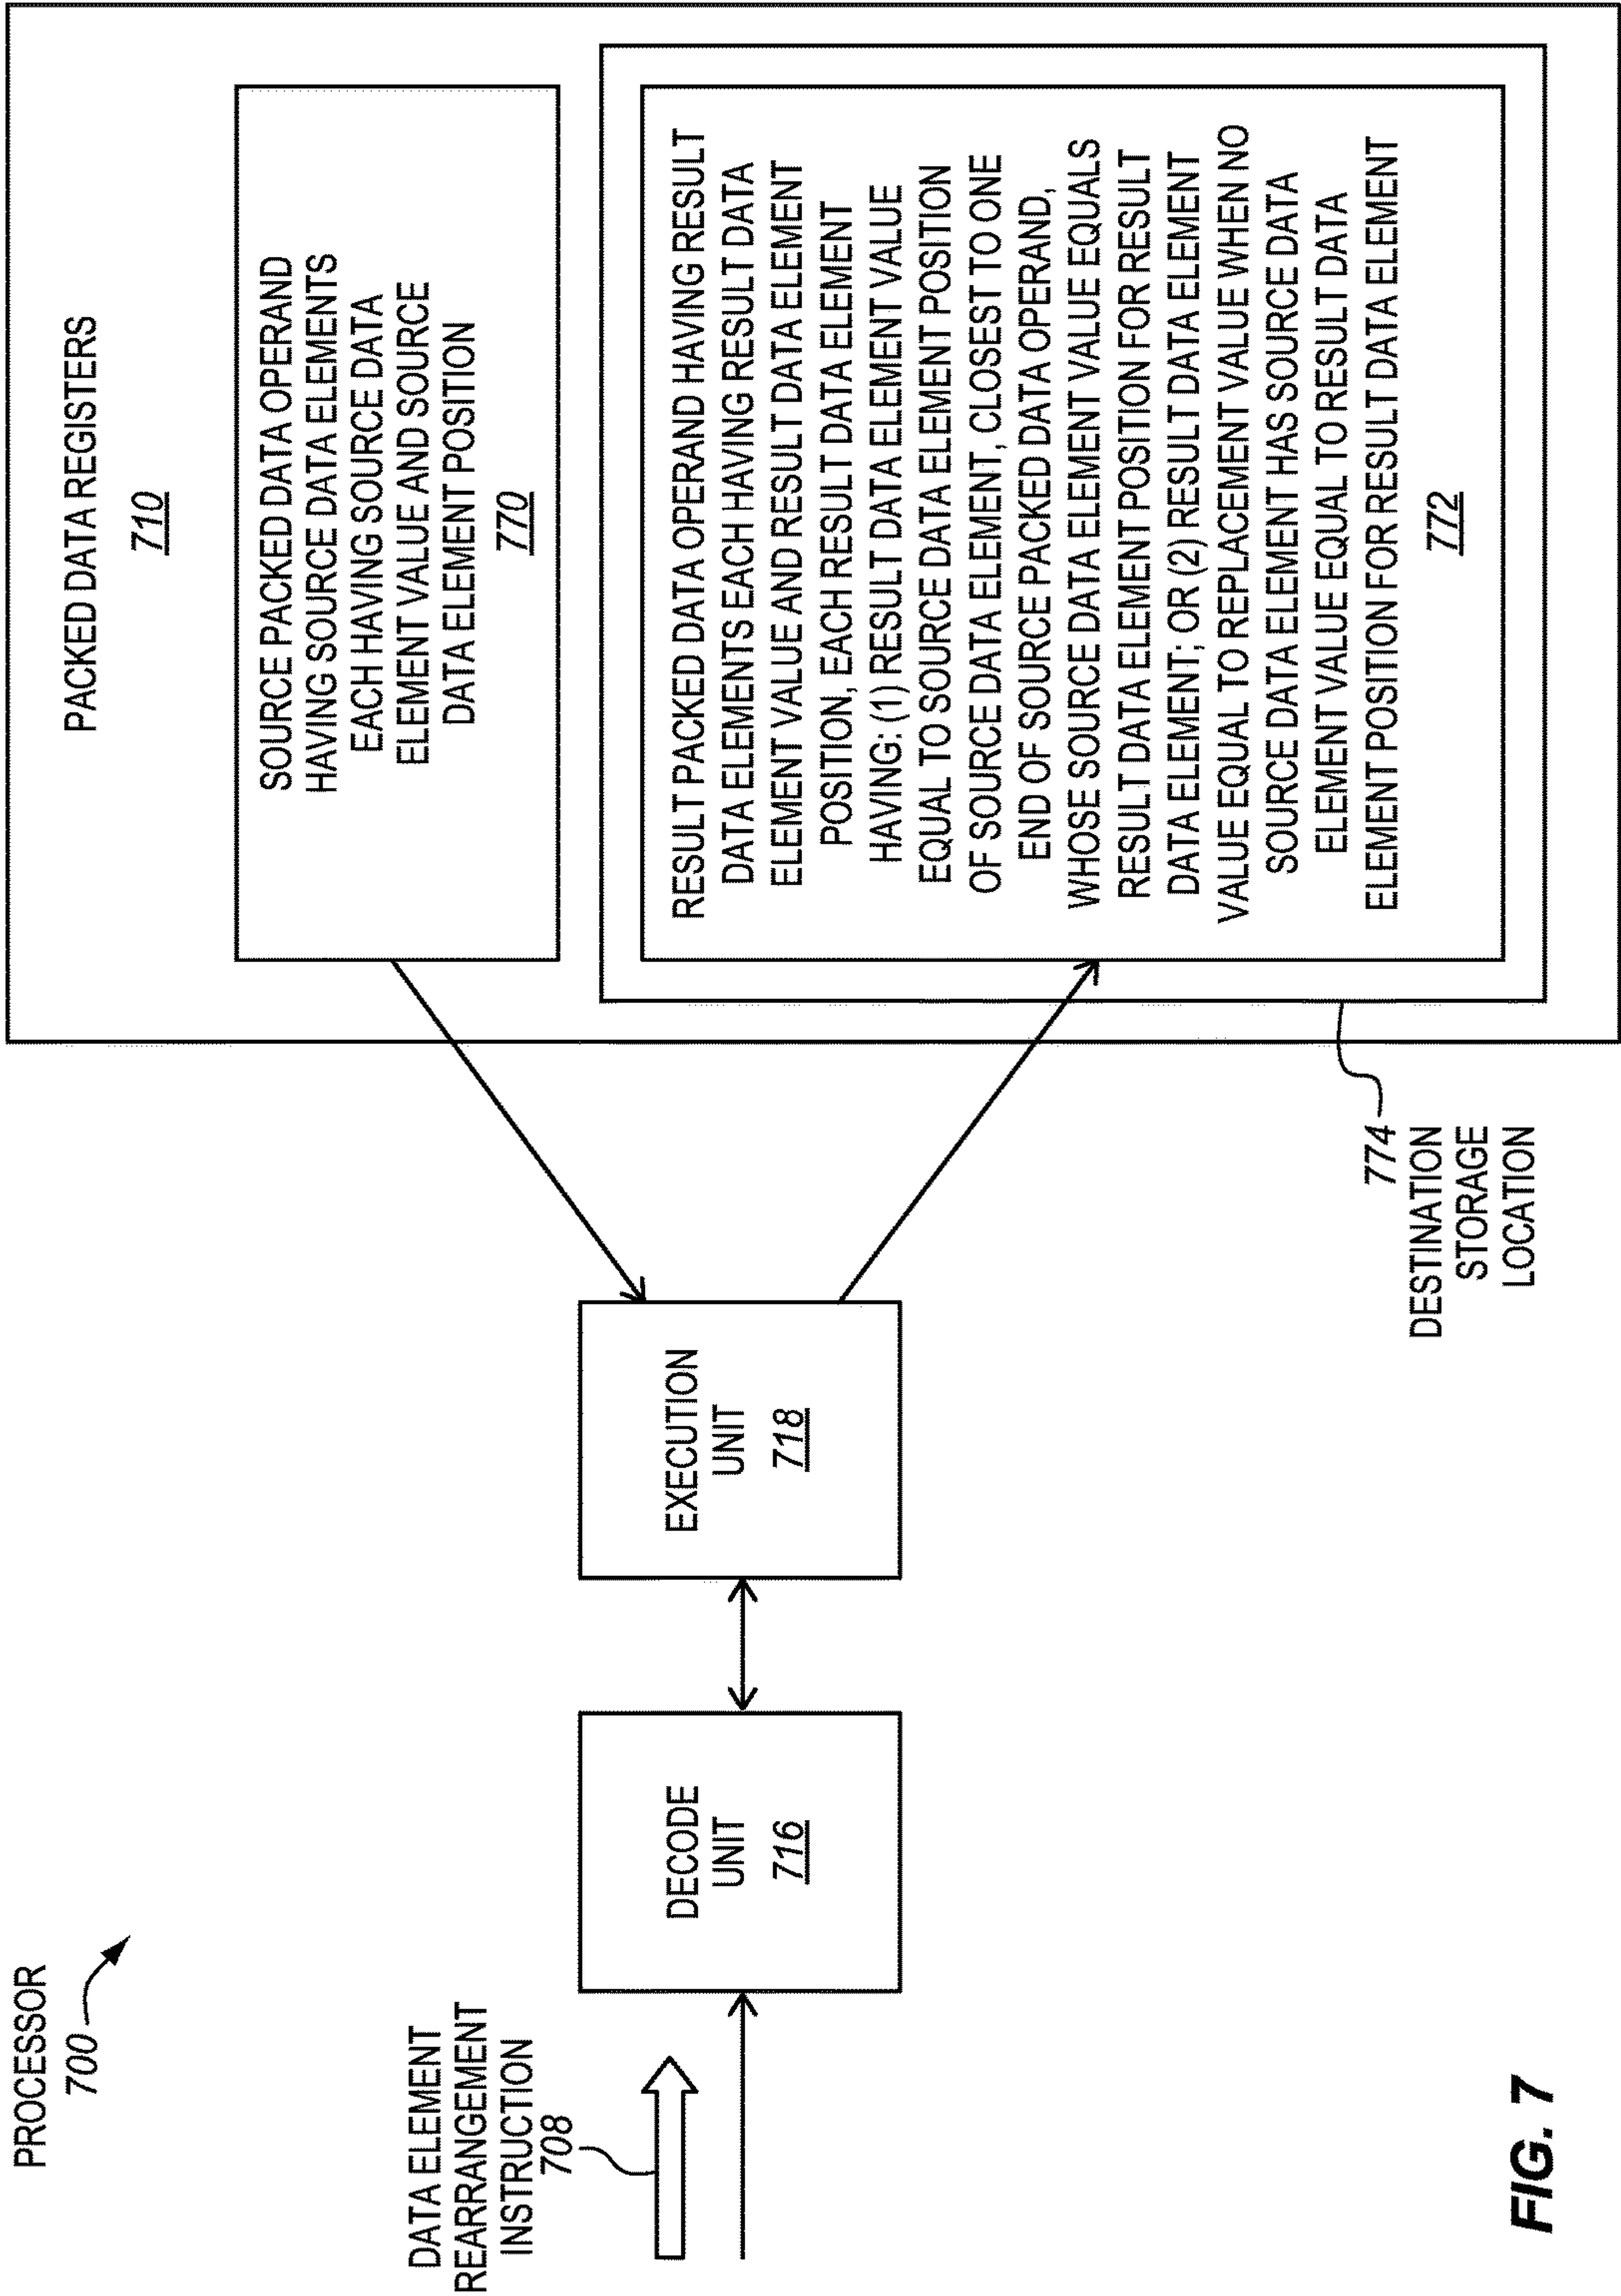 PROCESSOR
700
DATA ELEMENT
REARRANGEMENT
INSTRUCTION
708
DECODE
UNIT
716
EXECUTION
UNIT
718
PACKED DATA REGISTERS
710
SOURCE PACKED DATA OPERAND
HAVING SOURCE DATA ELEMENTS
EACH HAVING SOURCE DATA
ELEMENT VALUE AND SOURCE
DATA ELEMENT POSITION
770
RESULT PACKED DATA OPERAND HAVING RESULT
DATA ELEMENTS EACH HAVING RESULT DATA
ELEMENT VALUE AND RESULT DATA ELEMENT
POSITION, EACH RESULT DATA ELEMENT
HAVING: (1) RESULT DATA ELEMENT VALUE
EQUAL TO SOURCE DATA ELEMENT POSITION
OF SOURCE DATA ELEMENT, CLOSEST TO ONE
END OF SOURCE PACKED DATA OPERAND,
WHOSE SOURCE DATA ELEMENT VALUE EQUALS
RESULT DATA ELEMENT POSITION FOR RESULT
DATA ELEMENT; OR (2) RESULT DATA ELEMENT
VALUE EQUAL TO REPLACEMENT VALUE WHEN NO
SOURCE DATA ELEMENT HAS SOURCE DATA
ELEMENT VALUE EQUAL TO RESULT DATA
ELEMENT POSITION FOR RESULT DATA ELEMENT
772
774
DESTINATION
STORAGE
LOCATION
FIG. 7